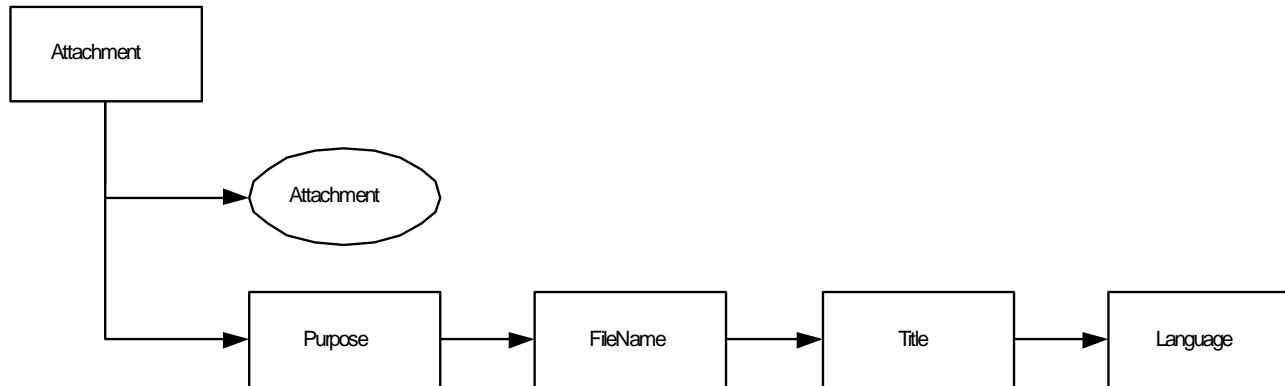 Attachment
Attachment
Purpose
FileName
Title
Language